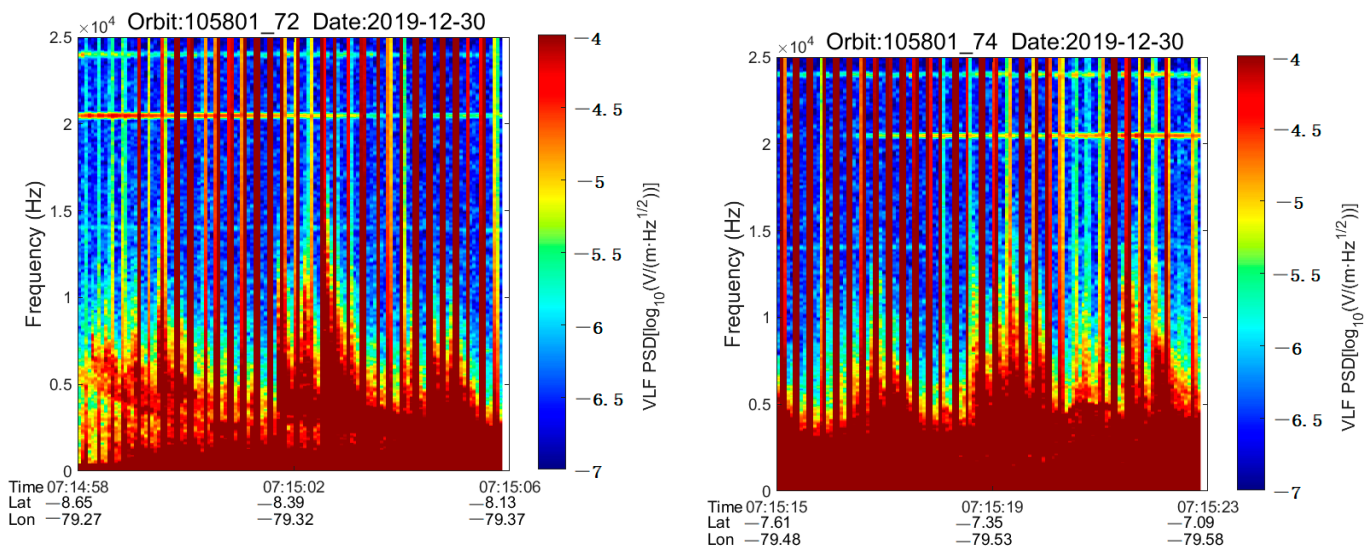 Orbit:105801_72 Date:2019-12-30
×10⁴
2.5
2
1.5
1
0.5
0
Frequency (Hz)
Time 07:14:58 07:15:02 07:15:06
Lat —8.65 —8.39 —8.13
Lon —79.27 —79.32 —79.37
—4
—4.5
—5
—5.5
—6
—6.5
—7
VLF PSD[log₁₀(V/(m·Hz^1/2))]
Orbit:105801_74 Date:2019-12-30
×10⁴
2.5
2
1.5
1
0.5
0
Frequency (Hz)
Time 07:15:15 07:15:19 07:15:23
Lat —7.61 —7.35 —7.09
Lon —79.48 —79.53 —79.58
—4
—4.5
—5
—5.5
—6
—6.5
—7
VLF PSD[log₁₀(V/(m·Hz^1/2))]